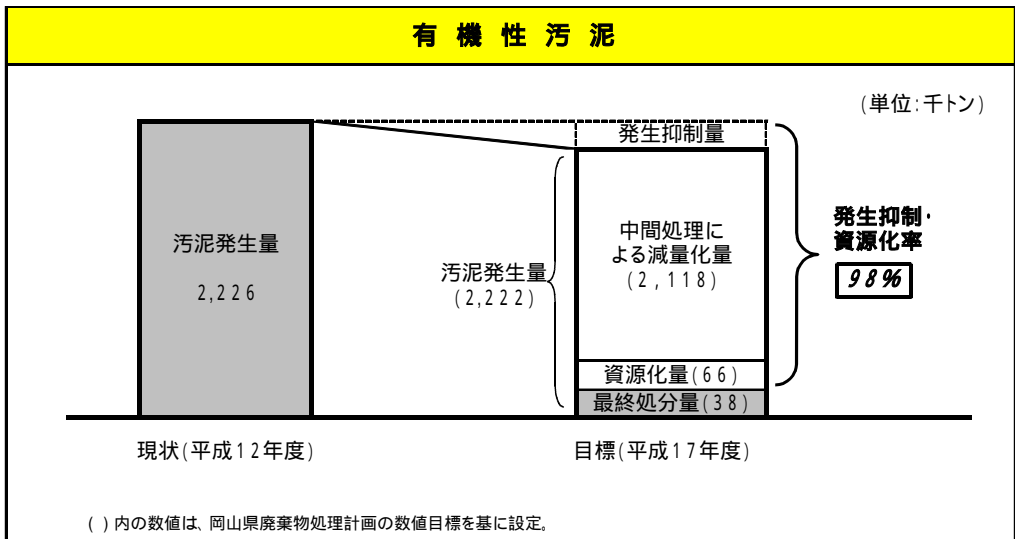 有機性汚泥
(単位:千トン)
発生抑制量
汚泥発生量
2,226
汚泥発生量
(2,222)
中間処理に
よる減量化量
(2,118)
資源化量(66)
最終処分量(38)
発生抑制・
資源化率
98%
現状(平成12年度)
目標(平成17年度)
( )内の数値は、岡山県廃棄物処理計画の数値目標を基に設定。